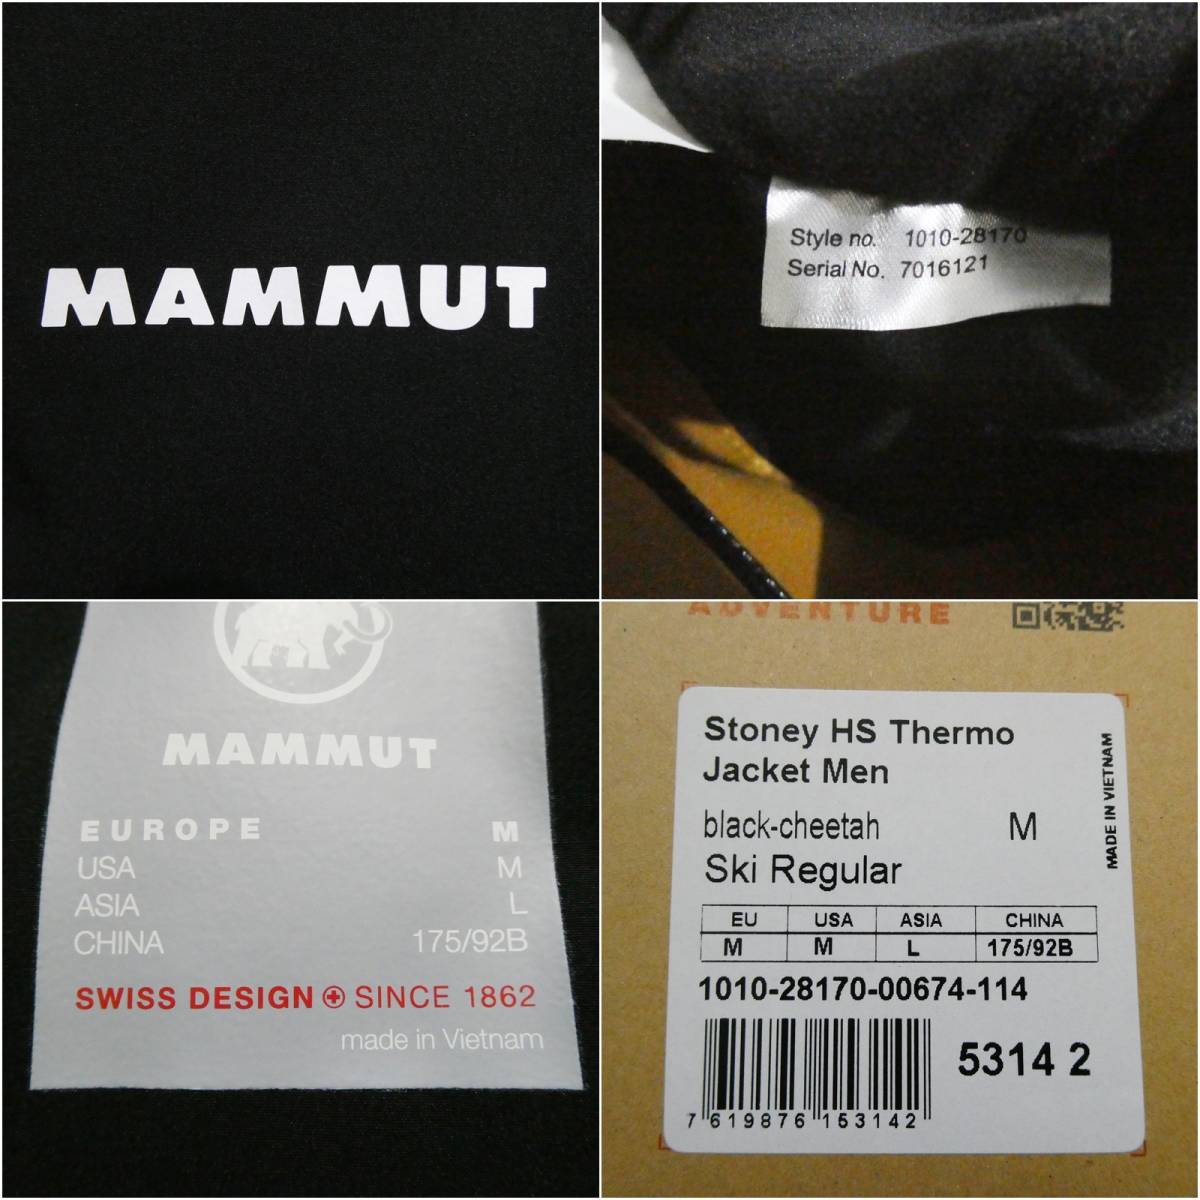 MAMMUT
Style no. 1010-28170
Serial No. 7016121
MAMMUT
EUROPE M
USA M
ASIA L
CHINA 175/92B
SWISS DESIGN SINCE 1862
made in Vietnam
ADVENTURE
Stoney HS Thermo
Jacket Men
black-cheetah M
Ski Regular
MADE IN VIETNAM
EU USA ASIA CHINA
M M L 175/92B
1010-28170-00674-114
5314 2
7 619876 153142